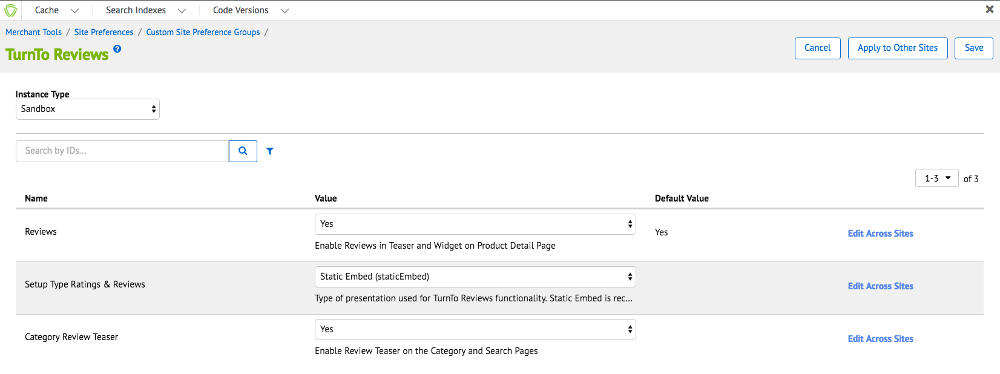 Cache Search Indexes Code Versions
Merchant Tools / Site Preferences / Custom Site Preference Groups /
TurnTo Reviews ?
Cancel Apply to Other Sites Save
Instance Type
Sandbox
Search by IDs...
1-3 of 3
Name Value Default Value
Reviews Yes Yes Edit Across Sites
Enable Reviews in Teaser and Widget on Product Detail Page
Setup Type Ratings & Reviews Static Embed (staticEmbed) Edit Across Sites
Type of presentation used for TurnTo Reviews functionality. Static Embed is rec...
Category Review Teaser Yes Edit Across Sites
Enable Review Teaser on the Category and Search Pages